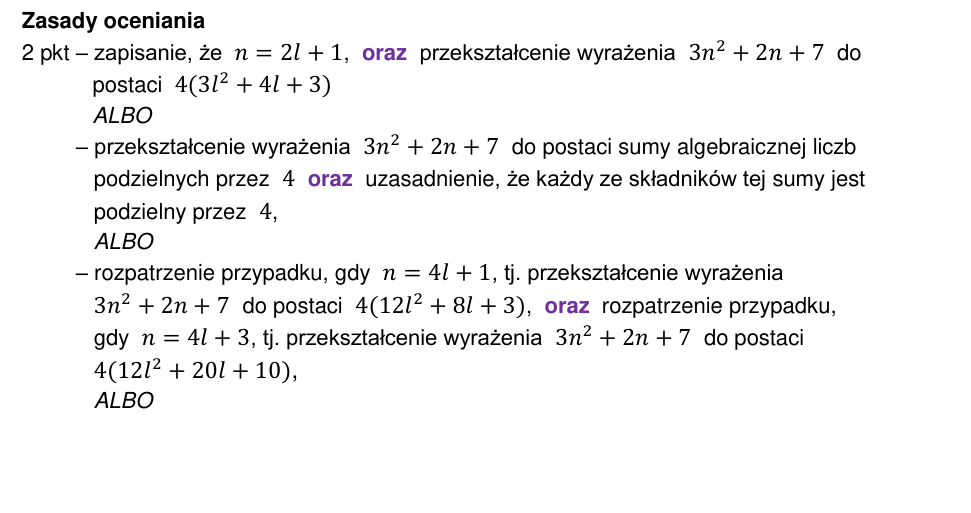 Zasady oceniania
2 pkt – zapisanie, że n = 2l + 1, oraz przekształcenie wyrażenia 3n² + 2n + 7 do
postaci 4(3l² + 4l + 3)
ALBO
– przekształcenie wyrażenia 3n² + 2n + 7 do postaci sumy algebraicznej liczb
podzielnych przez 4 oraz uzasadnienie, że każdy ze składników tej sumy jest
podzielny przez 4,
ALBO
– rozpatrzenie przypadku, gdy n = 4l + 1, tj. przekształcenie wyrażenia
3n² + 2n + 7 do postaci 4(12l² + 8l + 3), oraz rozpatrzenie przypadku,
gdy n = 4l + 3, tj. przekształcenie wyrażenia 3n² + 2n + 7 do postaci
4(12l² + 20l + 10),
ALBO